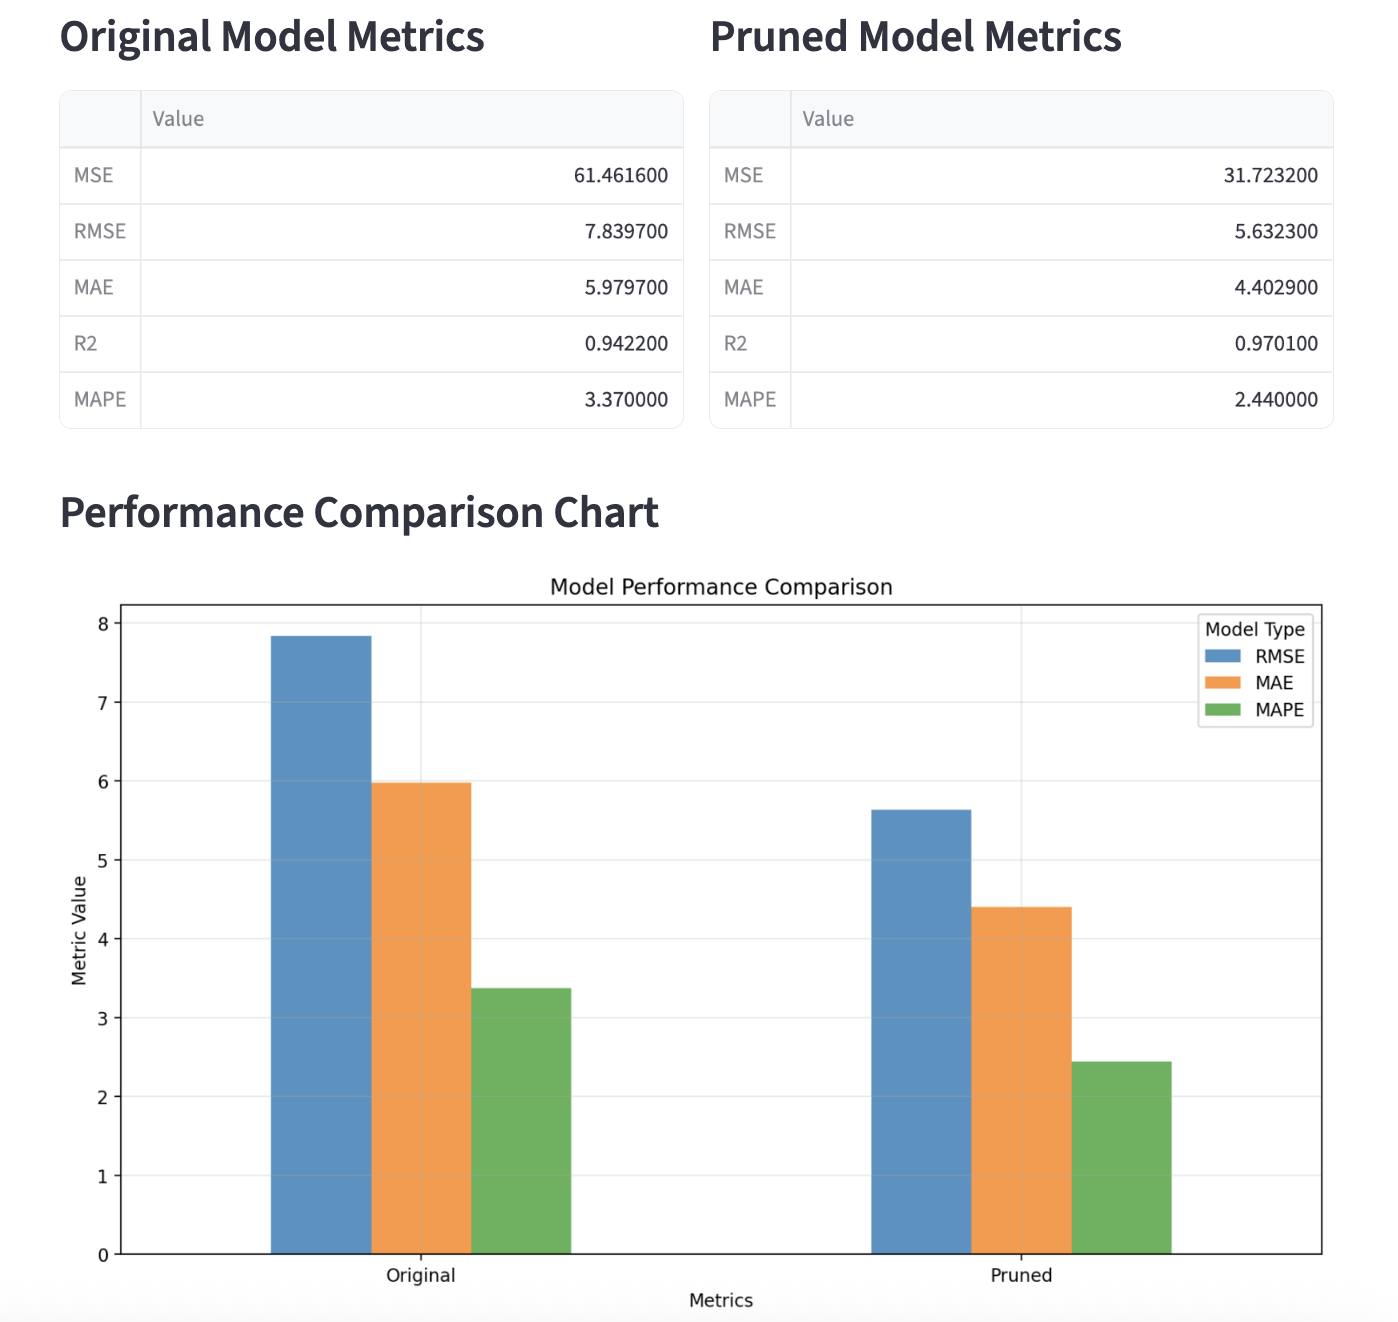 Original Model Metrics
Value
MSE 61.461600
RMSE 7.839700
MAE 5.979700
R2 0.942200
MAPE 3.370000
Pruned Model Metrics
Value
MSE 31.723200
RMSE 5.632300
MAE 4.402900
R2 0.970100
MAPE 2.440000
Performance Comparison Chart
Model Performance Comparison
Model Type
RMSE
MAE
MAPE
Metric Value
8
7
6
5
4
3
2
1
0
Original Pruned
Metrics